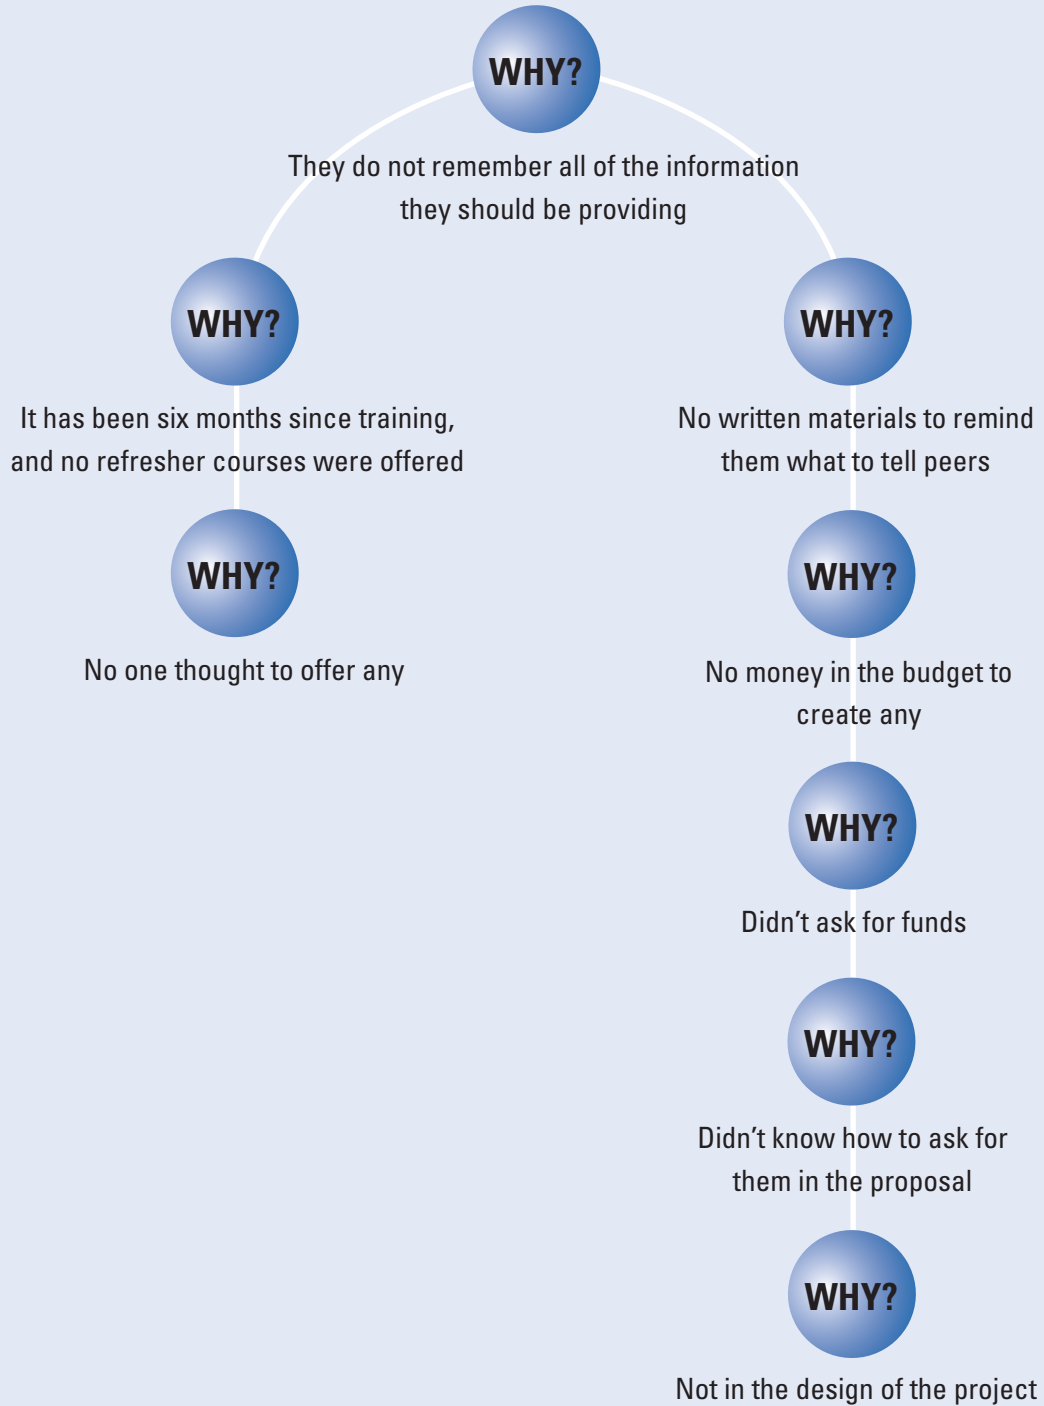 WHY?
They do not remember all of the information
they should be providing
WHY?
It has been six months since training,
and no refresher courses were offered
WHY?
No one thought to offer any
WHY?
No written materials to remind
them what to tell peers
WHY?
No money in the budget to
create any
WHY?
Didn’t ask for funds
WHY?
Didn’t know how to ask for
them in the proposal
WHY?
Not in the design of the project